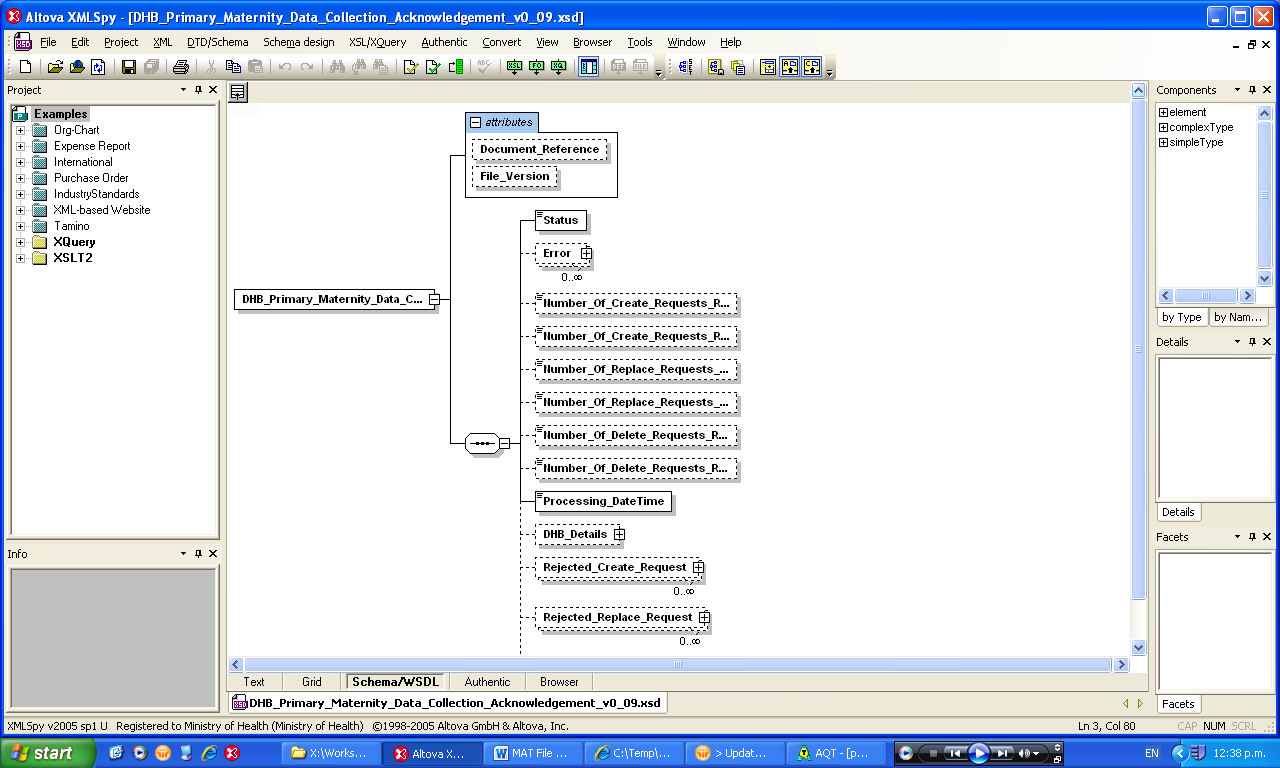 Altova XMLSpy - [DHB_Primary_Maternity_Data_Collection_Acknowledgement_v0_09.xsd]
File Edit Project XML DTD/Schema Schema design XSL/XQuery Authentic Convert View Browser Tools Window Help
Project
Examples
Org-Chart
Expense Report
International
Purchase Order
IndustryStandards
XML-based Website
Tamino
XQuery
XSLT2
Info
attributes
Document_Reference
File_Version
DHB_Primary_Maternity_Data_C...
Status
Error
0..∞
Number_Of_Create_Requests_R...
Number_Of_Create_Requests_R...
Number_Of_Replace_Requests_...
Number_Of_Replace_Requests_...
Number_Of_Delete_Requests_R...
Number_Of_Delete_Requests_R...
Processing_DateTime
DHB_Details
Rejected_Create_Request
0..∞
Rejected_Replace_Request
0..∞
Components
element
complexType
simpleType
by Type by Nam...
Details
Details
Facets
Facets
Text Grid Schema/WSDL Authentic Browser
DHB_Primary_Maternity_Data_Collection_Acknowledgement_v0_09.xsd
XMLSpy v2005 sp1 U Registered to Ministry of Health (Ministry of Health) ©1998-2005 Altova GmbH & Altova, Inc. Ln 3, Col 80 CAP NUM SCRL
start X:\Works... Altova X... MAT File ... C:\Temp\... > Updat... AQT - [p... EN 12:38 p.m.